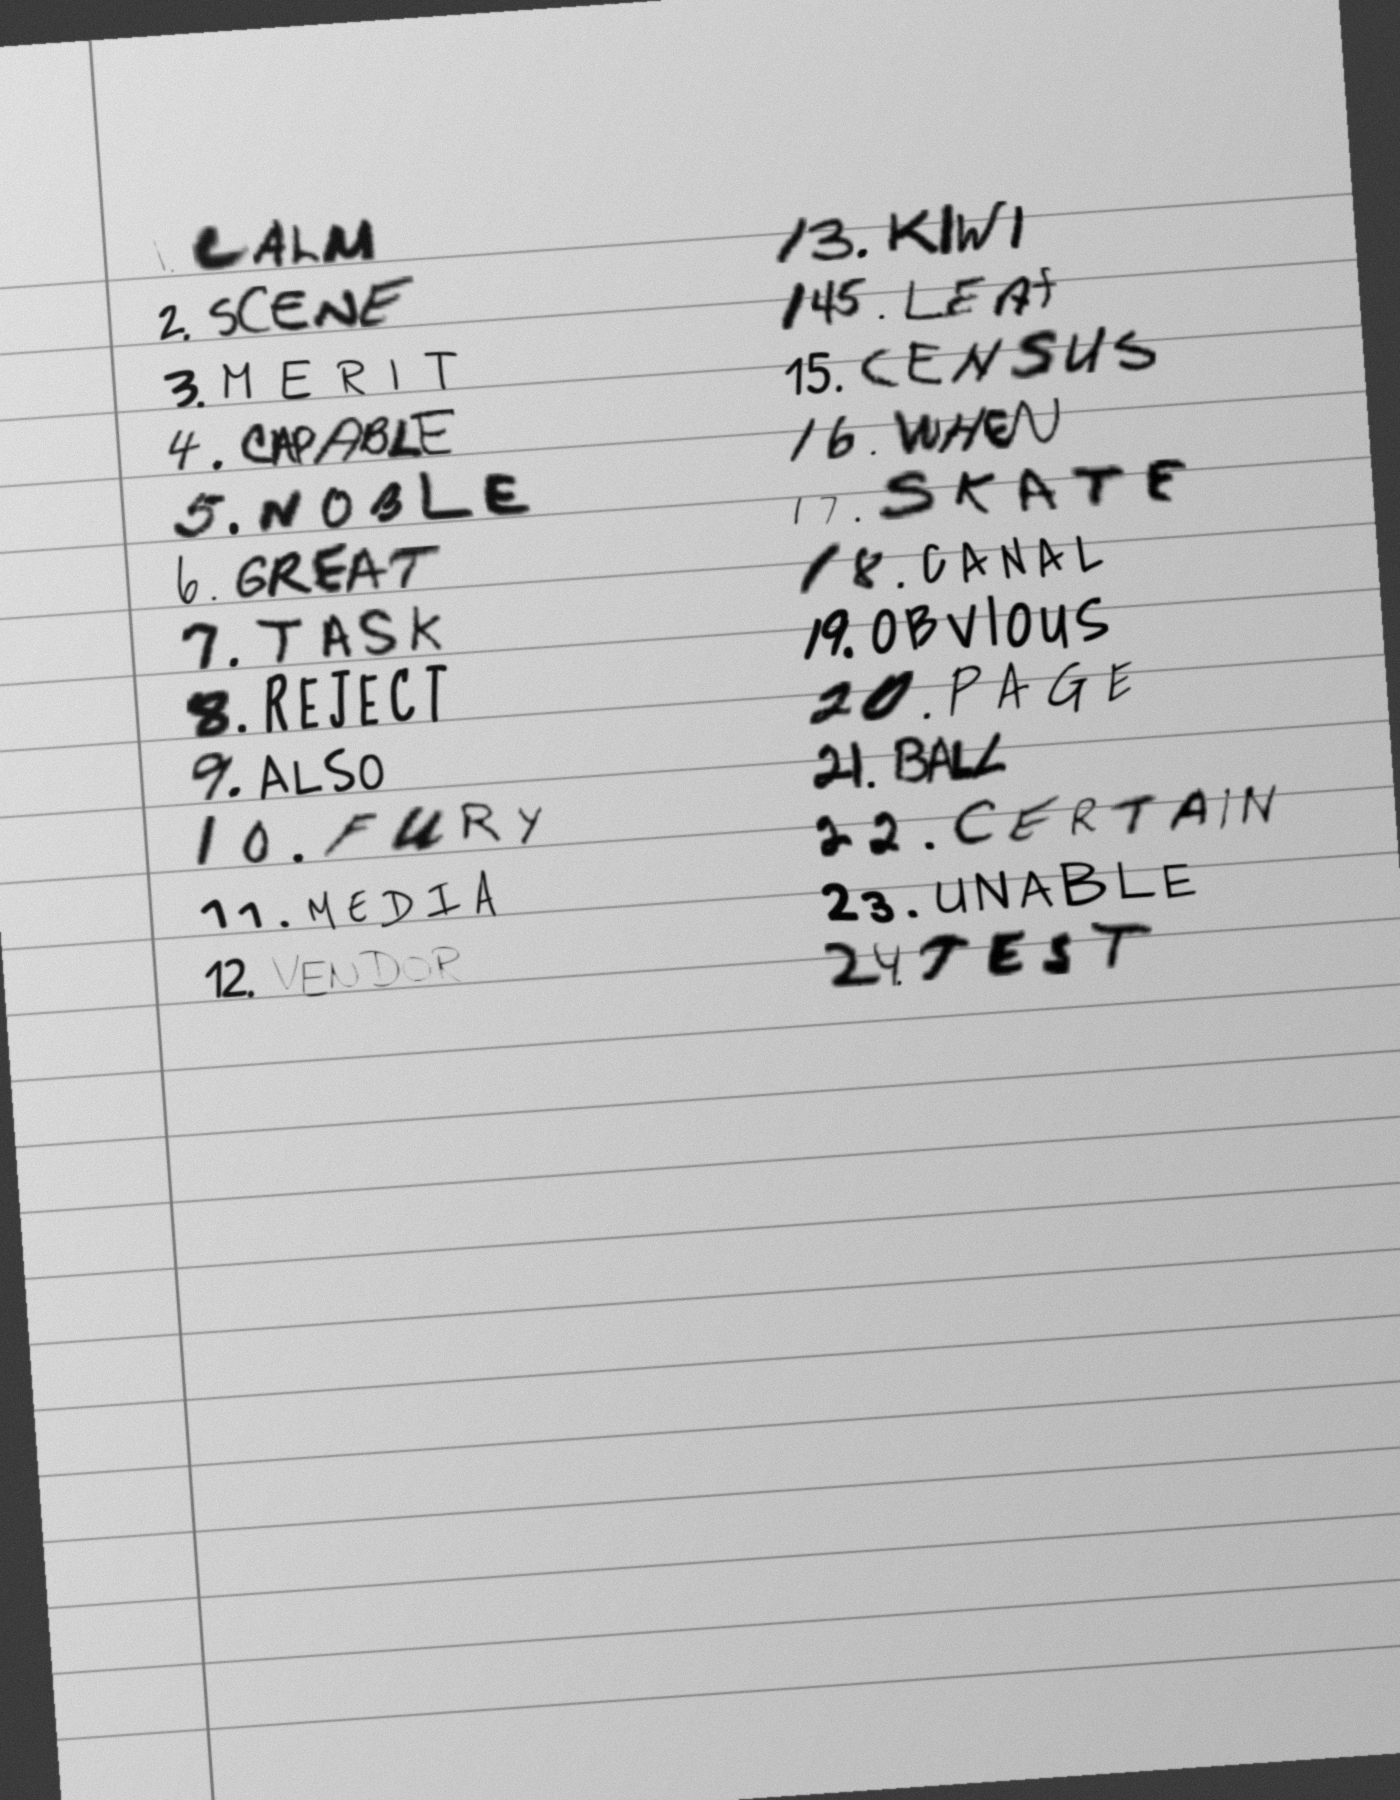 1. CALM
2. SCENE
3. MERIT
4. CAPABLE
5. NOBLE
6. GREAT
7. TASK
8. REJECT
9. ALSO
10. FURY
11. MEDIA
12. VENDOR
13. KIWI
145. LEAf
15. CENSUS
16. WHEN
17. SKATE
18. CANAL
19. OBVIOUS
20. PAGE
21. BALL
22. CERTAIN
23. UNABLE
24. TEST